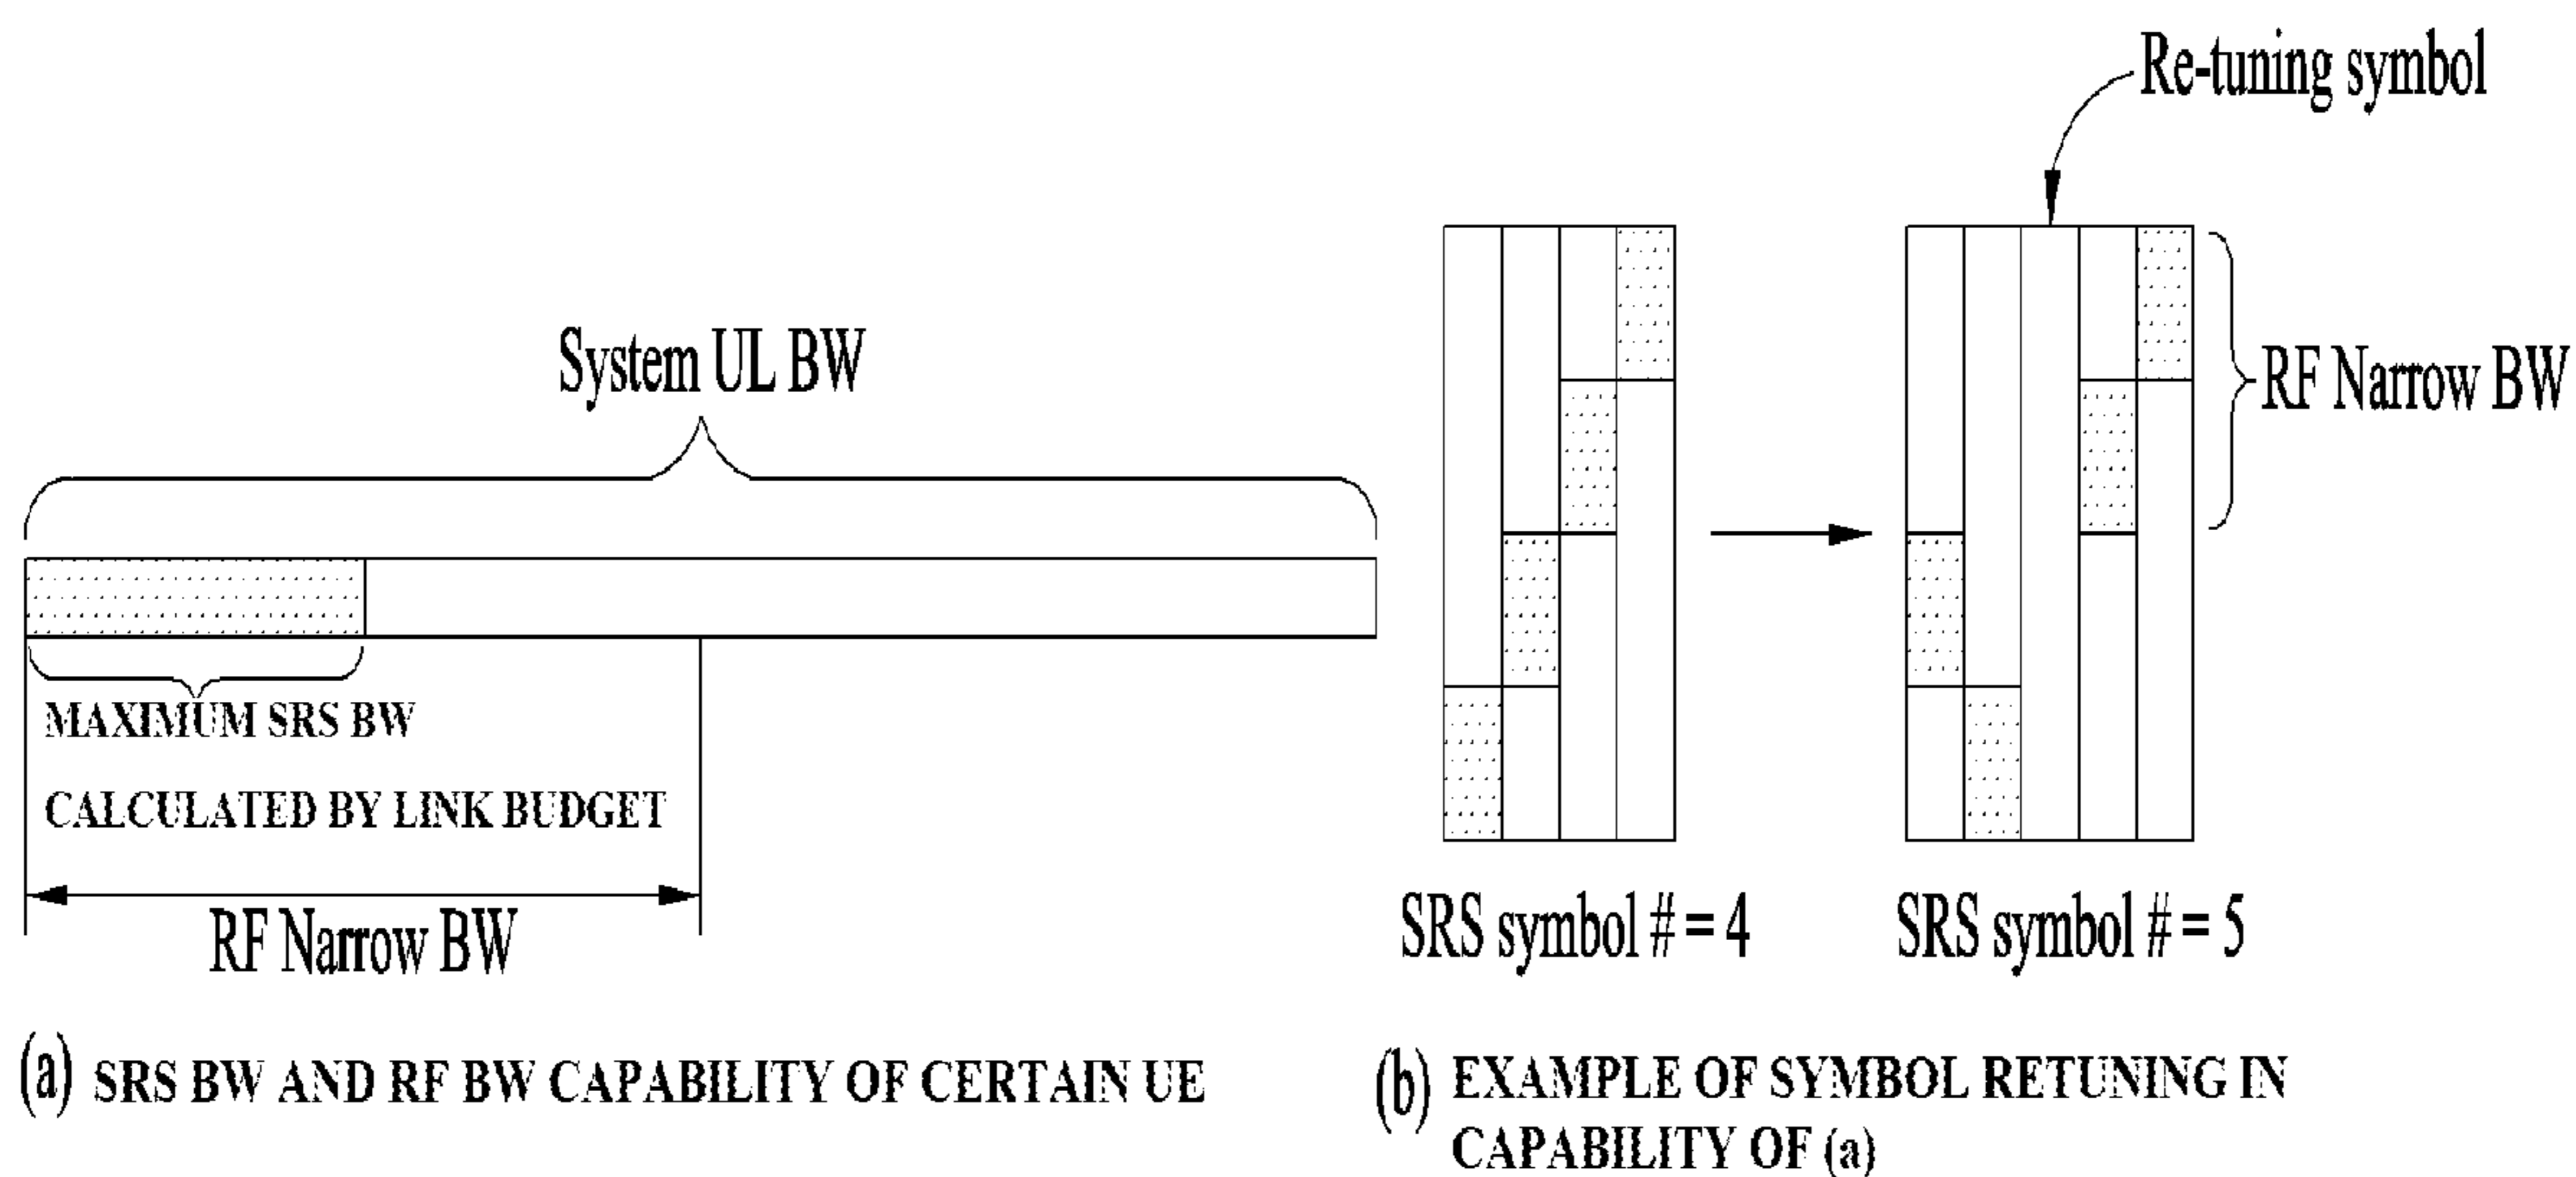 Re-tuning symbol
System UL BW
RF Narrow BW
MAXIMUM SRS BW
CALCULATED BY LINK BUDGET
RF Narrow BW
SRS symbol # = 4
SRS symbol # = 5
(a) SRS BW AND RF BW CAPABILITY OF CERTAIN UE
(b) EXAMPLE OF SYMBOL RETUNING IN
CAPABILITY OF (a)